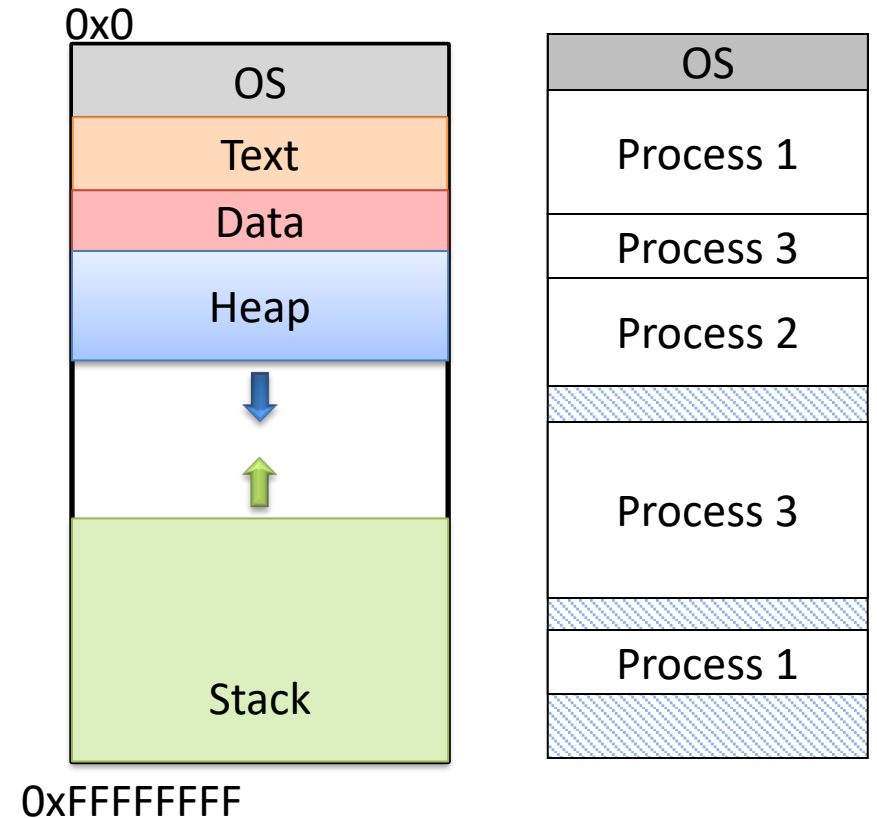 0x0
OS
Text
Data
Heap
Stack
0xFFFFFFFF
OS
Process 1
Process 3
Process 2
Process 3
Process 1